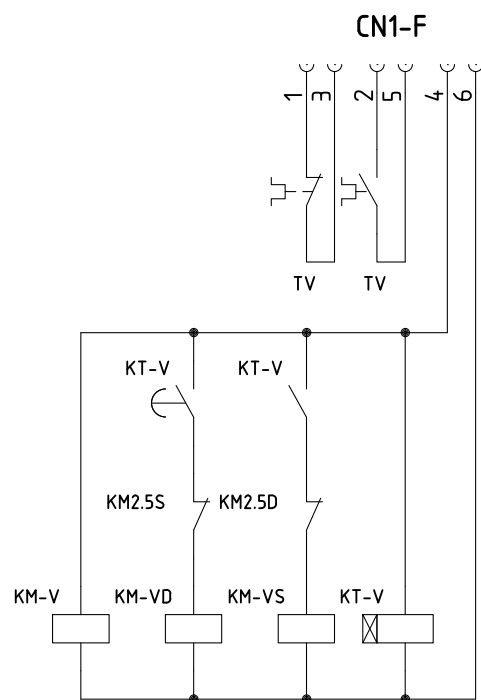 CN1-F
1 3 2 5 4 6
TV TV
KT-V KT-V
KM2.5S KM2.5D
KM-V KM-VD KM-VS KT-V